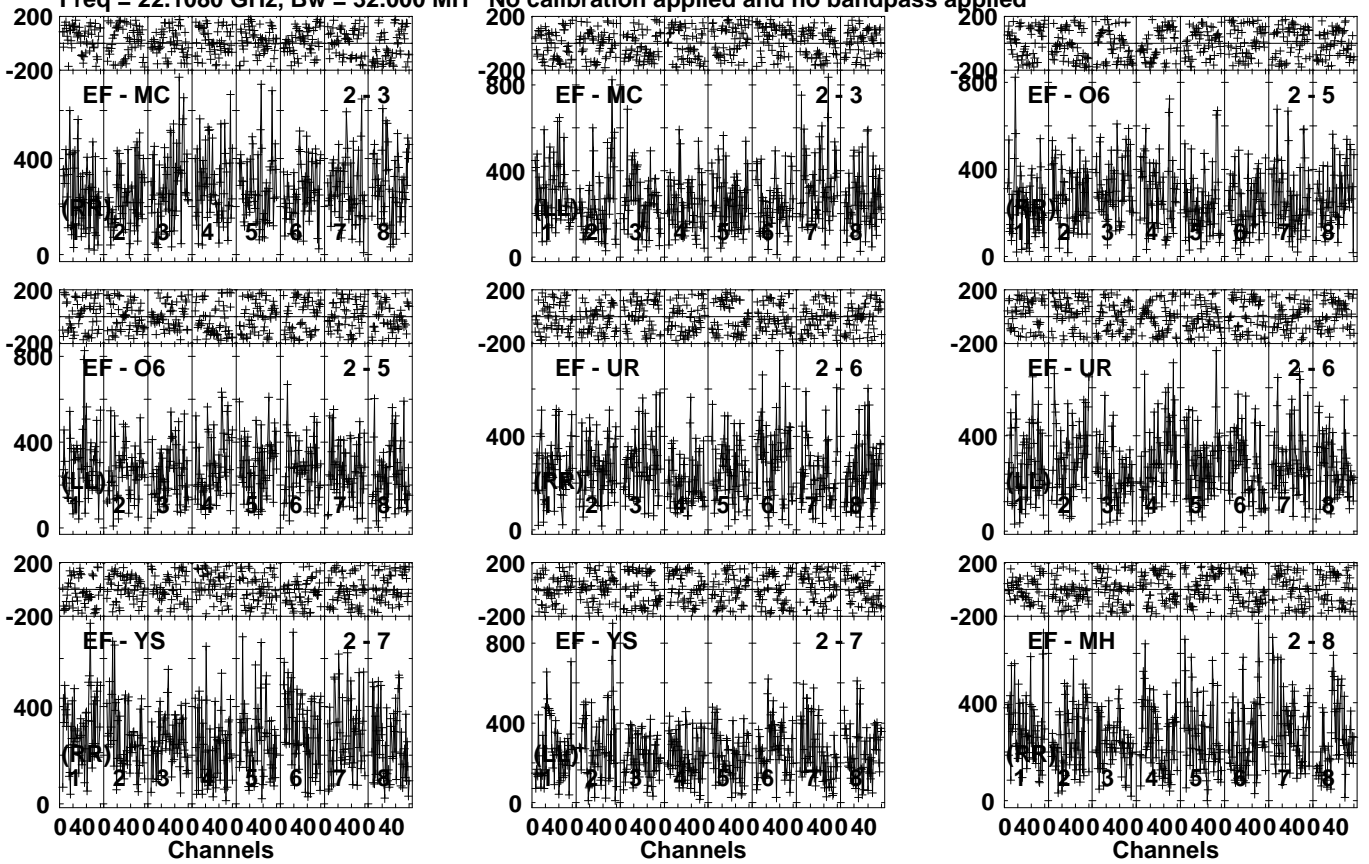 Freq = 22.1080 GHz, Bw = 32.000 MH No calibration applied and no bandpass applied
200 200 200
-200 -200 -200
800 800
EF - MC 2 - 3 EF - MC 2 - 3 EF - O6 2 - 5
400 400 400
(RR) (LL) (RR)
1 2 3 4 5 6 7 8 1 2 3 4 5 6 7 8 1 2 3 4 5 6 7 8
0 0 0
200 200 200
-200 -200 -200
800
EF - O6 2 - 5 EF - UR 2 - 6 EF - UR 2 - 6
400 400 400
(LL) (RR) (LL)
1 2 3 4 5 6 7 8 1 2 3 4 5 6 7 8 1 2 3 4 5 6 7 8
0 0 0
200 200 200
-200 -200 -200
EF - YS 2 - 7 EF - YS 2 - 7 EF - MH 2 - 8
800
400 400 400
(RR) (LL) (RR)
1 2 3 4 5 6 7 8 1 2 3 4 5 6 7 8 1 2 3 4 5 6 7 8
0 0 0
0 40 0 40 0 40 0 40 0 40 0 40 0 40 40 0 40 0 40 0 40 0 40 0 40 0 40 0 40 40 0 40 0 40 0 40 0 40 0 40 0 40 0 40 40
Channels Channels Channels